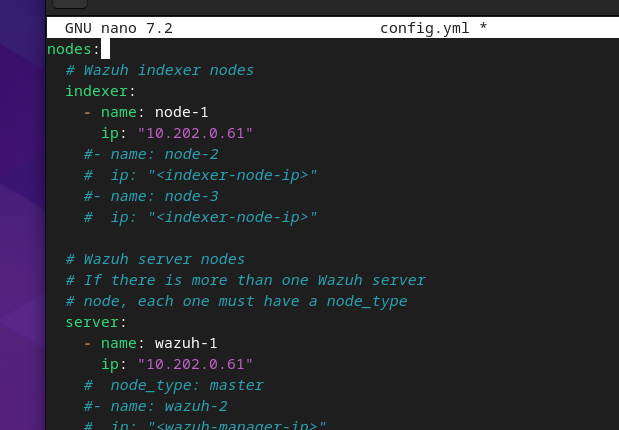 GNU nano 7.2 config.yml *
nodes:
  # Wazuh indexer nodes
  indexer:
    - name: node-1
      ip: "10.202.0.61"
    #- name: node-2
    #  ip: "<indexer-node-ip>"
    #- name: node-3
    #  ip: "<indexer-node-ip>"

  # Wazuh server nodes
  # If there is more than one Wazuh server
  # node, each one must have a node_type
  server:
    - name: wazuh-1
      ip: "10.202.0.61"
    #  node_type: master
    #- name: wazuh-2
    #  ip: "<wazuh-manager-ip>"